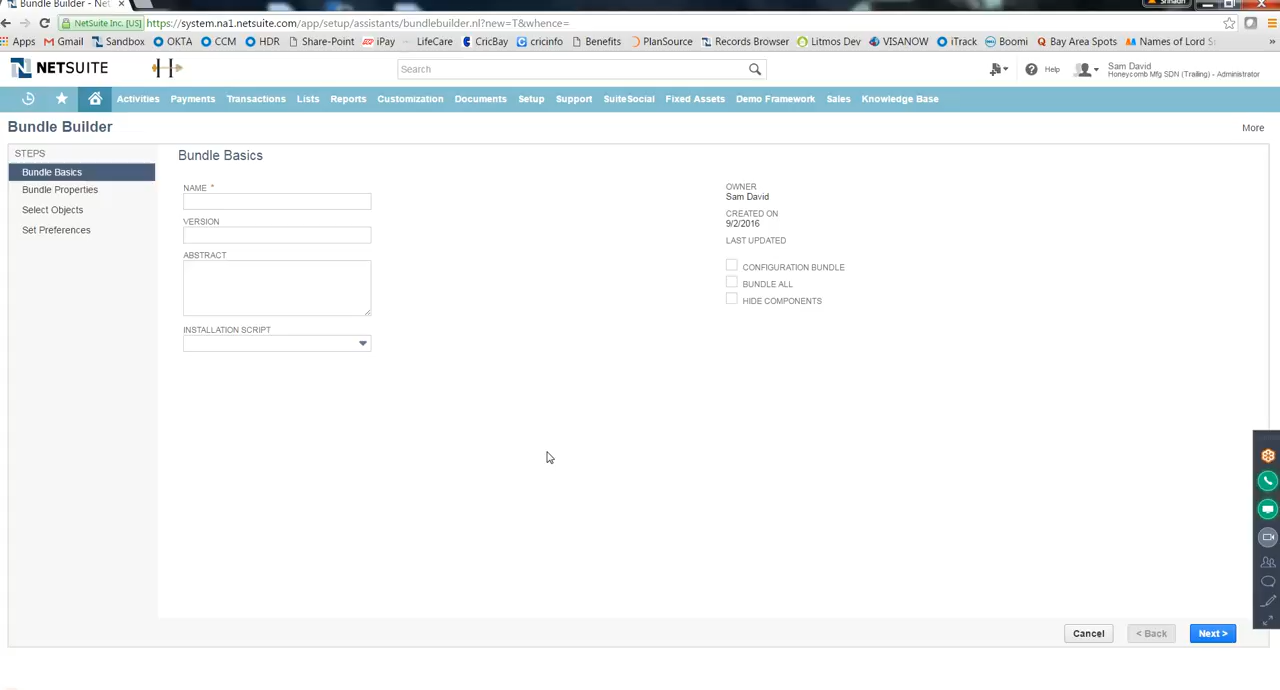 Bundle Builder - Net
NetSuite Inc. [US] https://system.na1.netsuite.com/app/setup/assistants/bundlebuilder.nl?new=T&whence=
Apps Gmail Sandbox OKTA CCM HDR Share-Point iPay LifeCare CricBay cricinfo Benefits PlanSource Records Browser Litmos Dev VISANOW iTrack Boomi Bay Area Spots Names of Lord S »
NETSUITE
Search
Help
Sam David
Honeycomb Mfg SDN (Trailing) - Administrator
Activities Payments Transactions Lists Reports Customization Documents Setup Support SuiteSocial Fixed Assets Demo Framework Sales Knowledge Base
Bundle Builder
More
STEPS
Bundle Basics
Bundle Properties
Select Objects
Set Preferences
Bundle Basics
NAME *
VERSION
ABSTRACT
INSTALLATION SCRIPT
OWNER
Sam David
CREATED ON
9/2/2016
LAST UPDATED
CONFIGURATION BUNDLE
BUNDLE ALL
HIDE COMPONENTS
Cancel
< Back
Next >